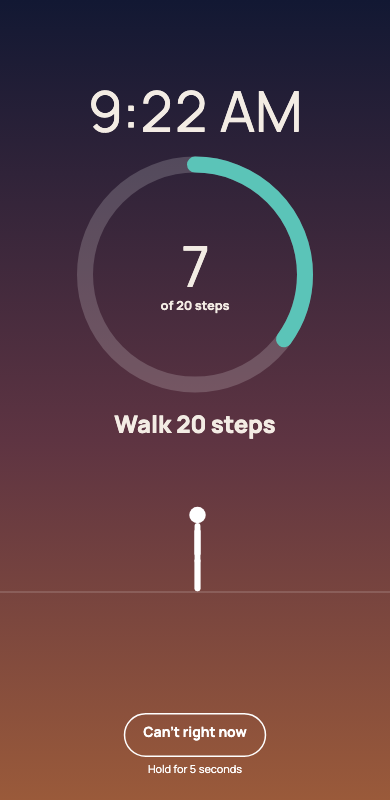 9:22 AM
7
of 20 steps
Walk 20 steps
Can't right now
Hold for 5 seconds